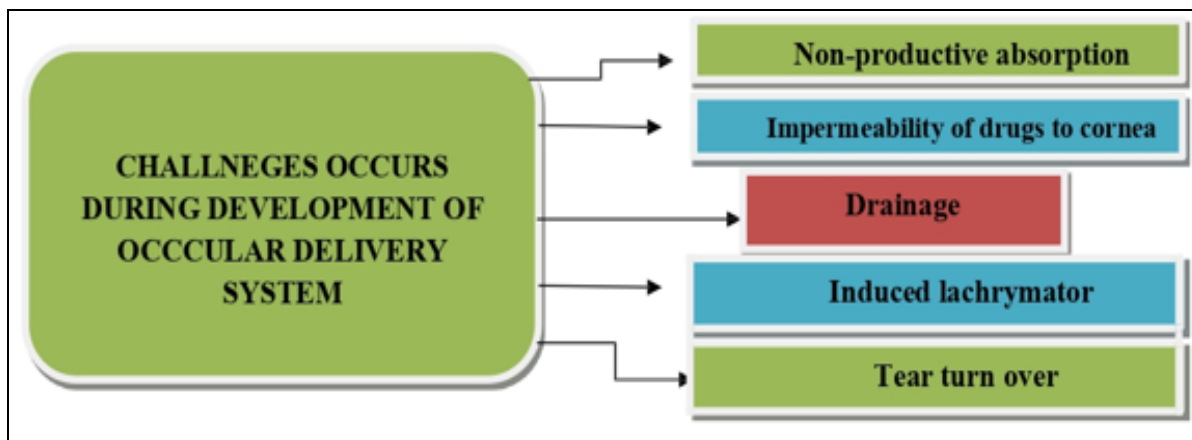 CHALLNEGES OCCURS
DURING DEVELOPMENT OF
OCCCULAR DELIVERY
SYSTEM
Non-productive absorption
Impermeability of drugs to cornea
Drainage
Induced lachrymator
Tear turn over